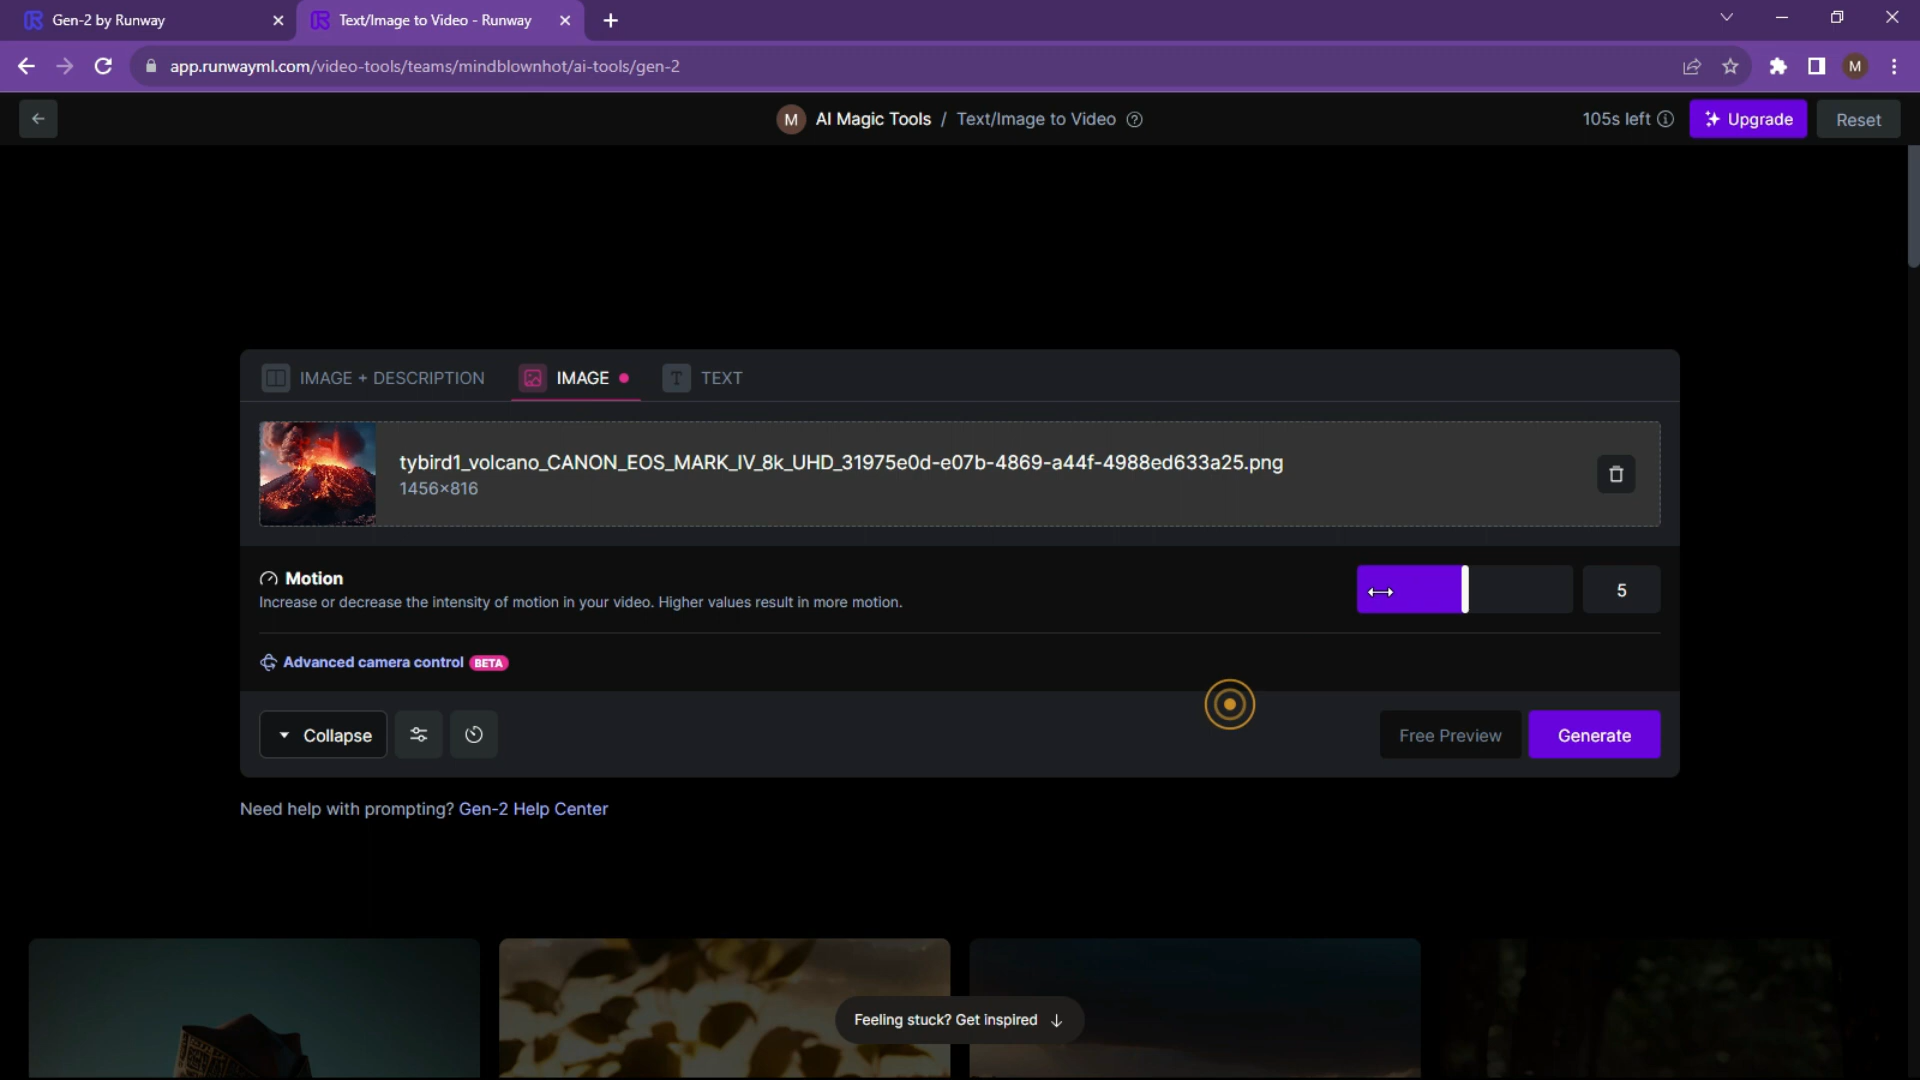 Gen-2 by Runway
Text/Image to Video - Runway
app.runwayml.com/video-tools/teams/mindblownhot/ai-tools/gen-2
M
M AI Magic Tools / Text/Image to Video
105s left
Upgrade
Reset
IMAGE + DESCRIPTION
IMAGE
T TEXT
tybird1_volcano_CANON_EOS_MARK_IV_8k_UHD_31975e0d-e07b-4869-a44f-4988ed633a25.png
1456×816
Motion
Increase or decrease the intensity of motion in your video. Higher values result in more motion.
5
Advanced camera control BETA
Collapse
Free Preview
Generate
Need help with prompting? Gen-2 Help Center
Feeling stuck? Get inspired ↓